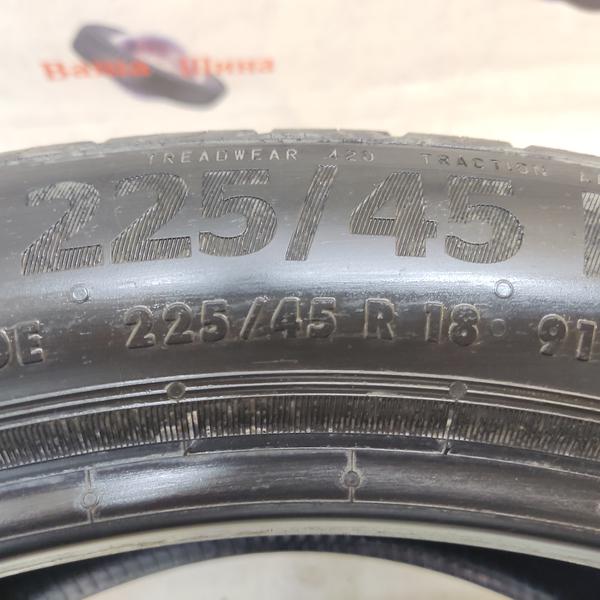 Ваша Шина
TREADWEAR 420 TRACTION
225/45
225/45 R 18 91